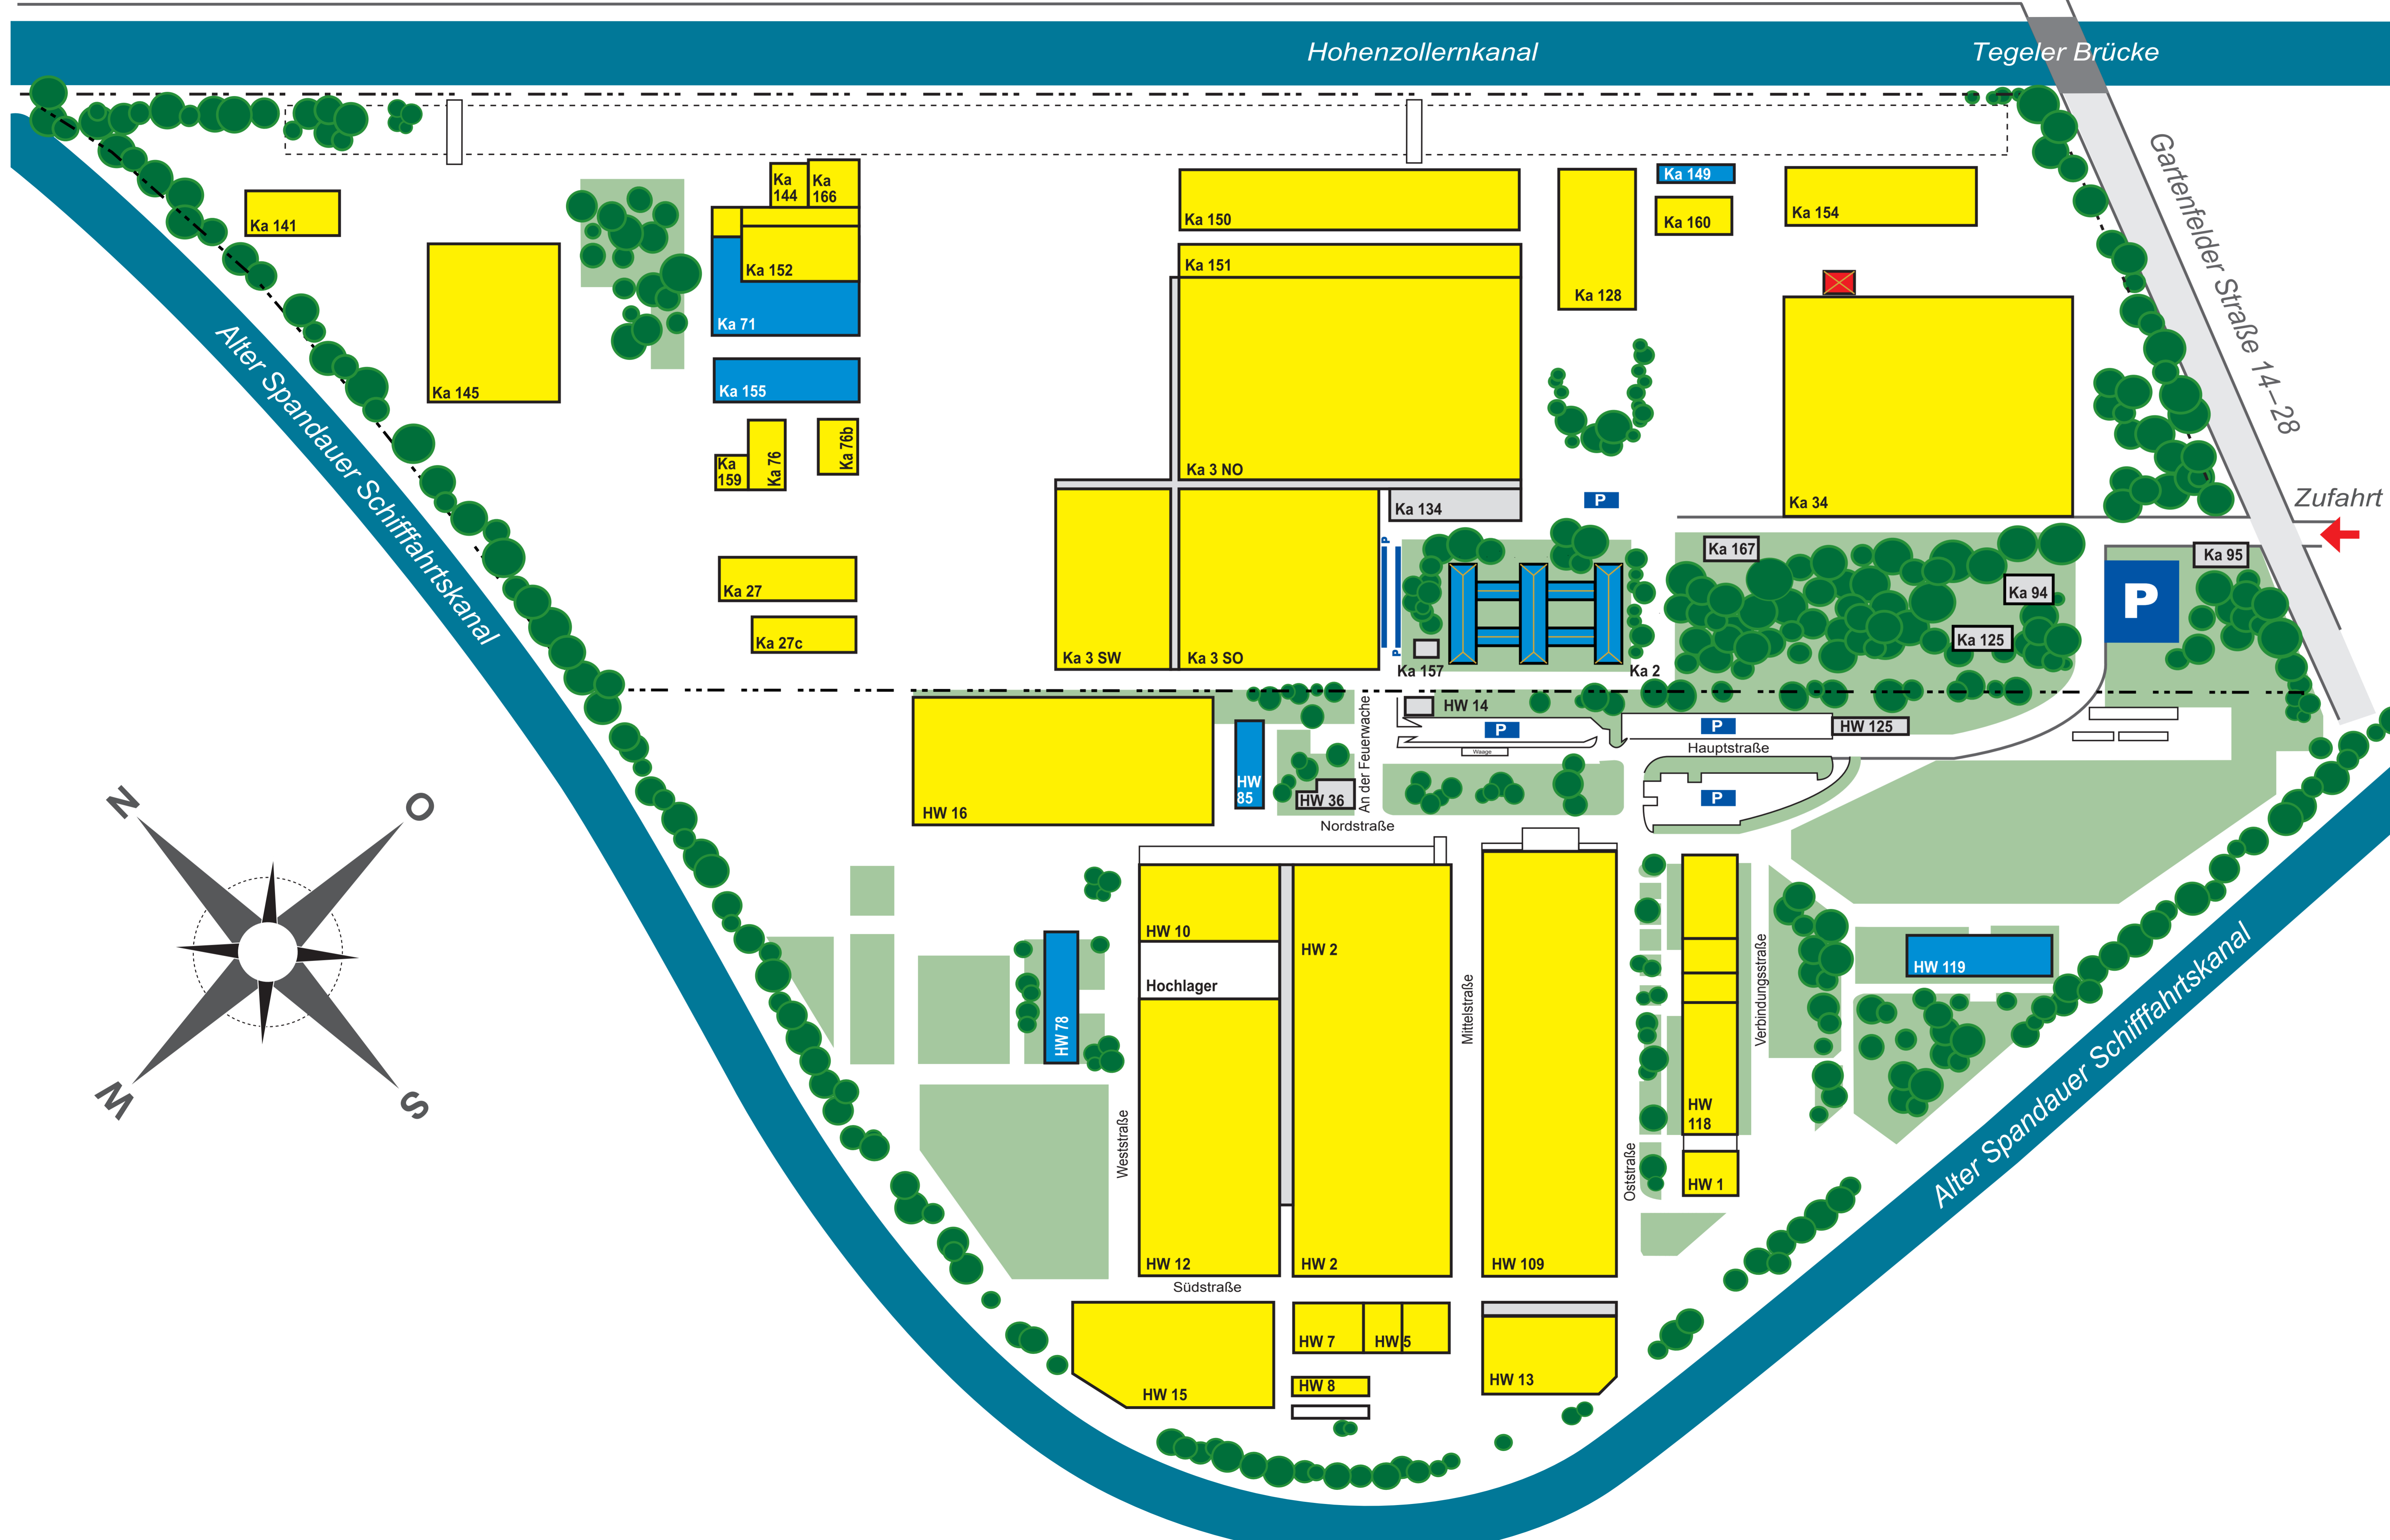 Hohenzollernkanal
Tegeler Brücke
Gartenfelder Straße 14–28
Zufahrt
Alter Spandauer Schifffahrtskanal
Ka 141
Ka 145
Ka
144
Ka
166
Ka 152
Ka 71
Ka 155
Ka
159
Ka 76
Ka 76b
Ka 27
Ka 27c
Ka 150
Ka 151
Ka 3 NO
Ka 134
Ka 3 SW
Ka 3 SO
Ka 128
Ka 149
Ka 160
Ka 154
Ka 34
P
P
P
Ka 157
Ka 2
Ka 167
Ka 94
Ka 125
Ka 95
P
HW 16
HW
85
HW 36
An der Feuerwache
HW 14
P
Waage
P
HW 125
Hauptstraße
P
Nordstraße
N
O
W
S
HW 78
Weststraße
HW 10
Hochlager
HW 12
HW 2
HW 2
Mittelstraße
HW 109
Oststraße
HW
118
HW 1
Verbindungsstraße
HW 119
Alter Spandauer Schifffahrtskanal
Südstraße
HW 15
HW 7
HW 5
HW 8
HW 13